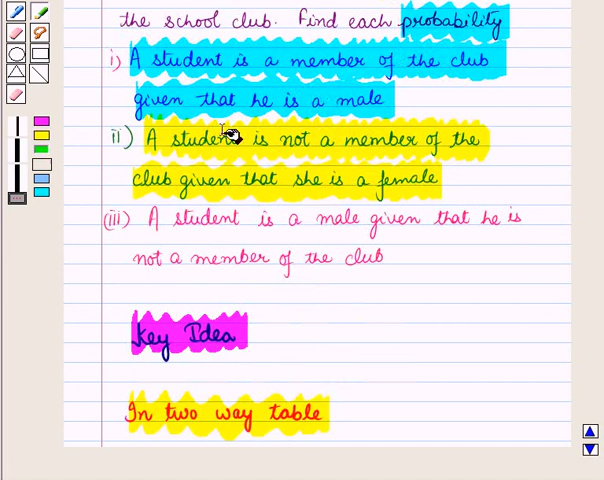 the school club. Find each probability
i) A student is a member of the club
given that he is a male
ii) A student is not a member of the
club given that she is a female
(iii) A student is a male given that he is
not a member of the club
Key Idea
In two way table